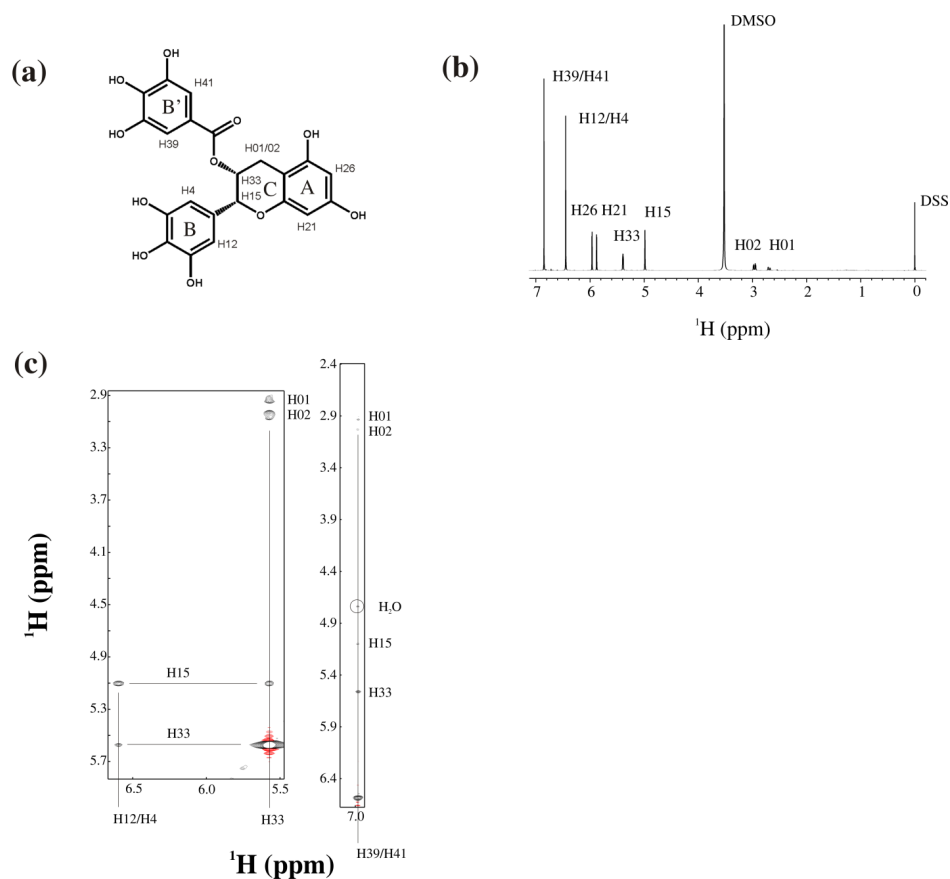 (a)
OH
HO
H41
B'
HO
H39
O
O
H01/02
OH
H33
H26
C
A
H15
H4
HO
B
O
H21
OH
HO
H12
OH
(b)
DMSO
H39/H41
H12/H4
H26 H21
H15
H33
H02 H01
DSS
7 6 5 4 3 2 1 0
¹H (ppm)
(c)
2.9
3.3
3.7
4.1
4.5
4.9
5.3
5.7
¹H (ppm)
H01
H02
H15
H33
6.5 6.0 5.5
H12/H4
H33
2.4
2.9
3.4
3.9
4.4
4.9
5.4
5.9
6.4
H01
H02
H₂O
H15
H33
7.0
H39/H41
¹H (ppm)